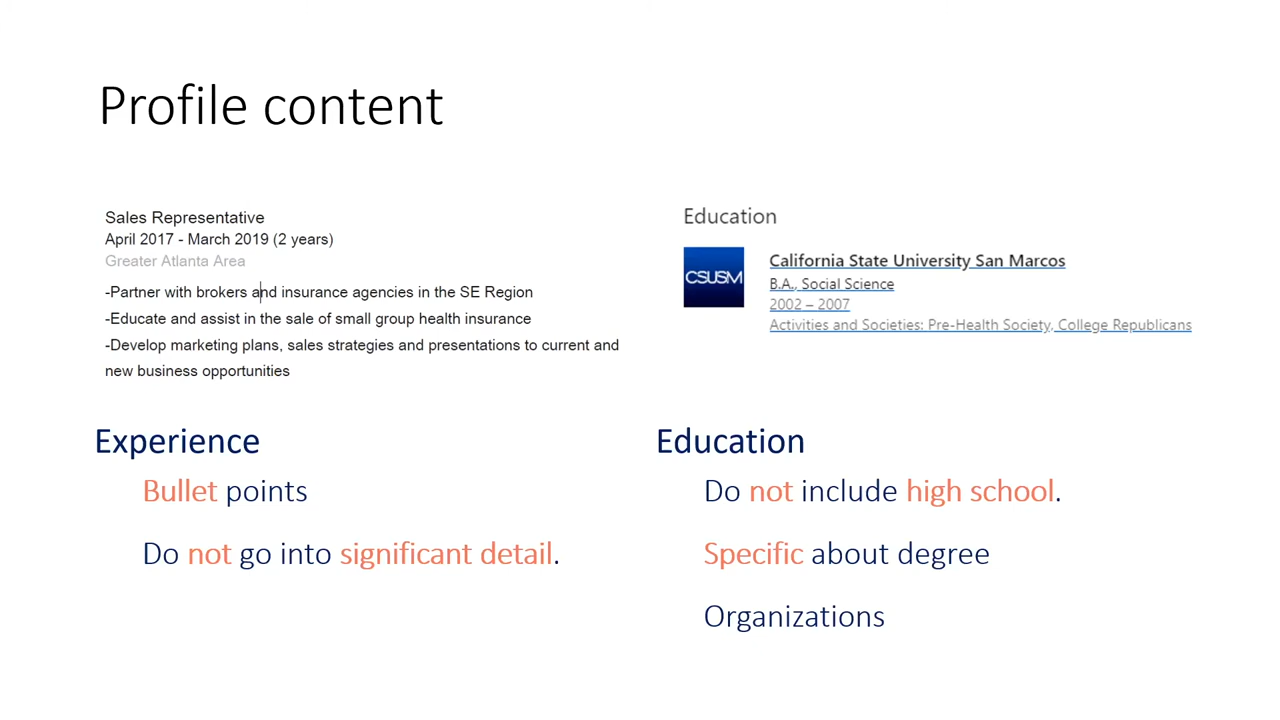 Profile content
Sales Representative
April 2017 - March 2019 (2 years)
Greater Atlanta Area
-Partner with brokers and insurance agencies in the SE Region
-Educate and assist in the sale of small group health insurance
-Develop marketing plans, sales strategies and presentations to current and
new business opportunities
Education
CSUSM
California State University San Marcos
B.A., Social Science
2002 – 2007
Activities and Societies: Pre-Health Society, College Republicans
Experience
Bullet points
Do not go into significant detail.
Education
Do not include high school.
Specific about degree
Organizations